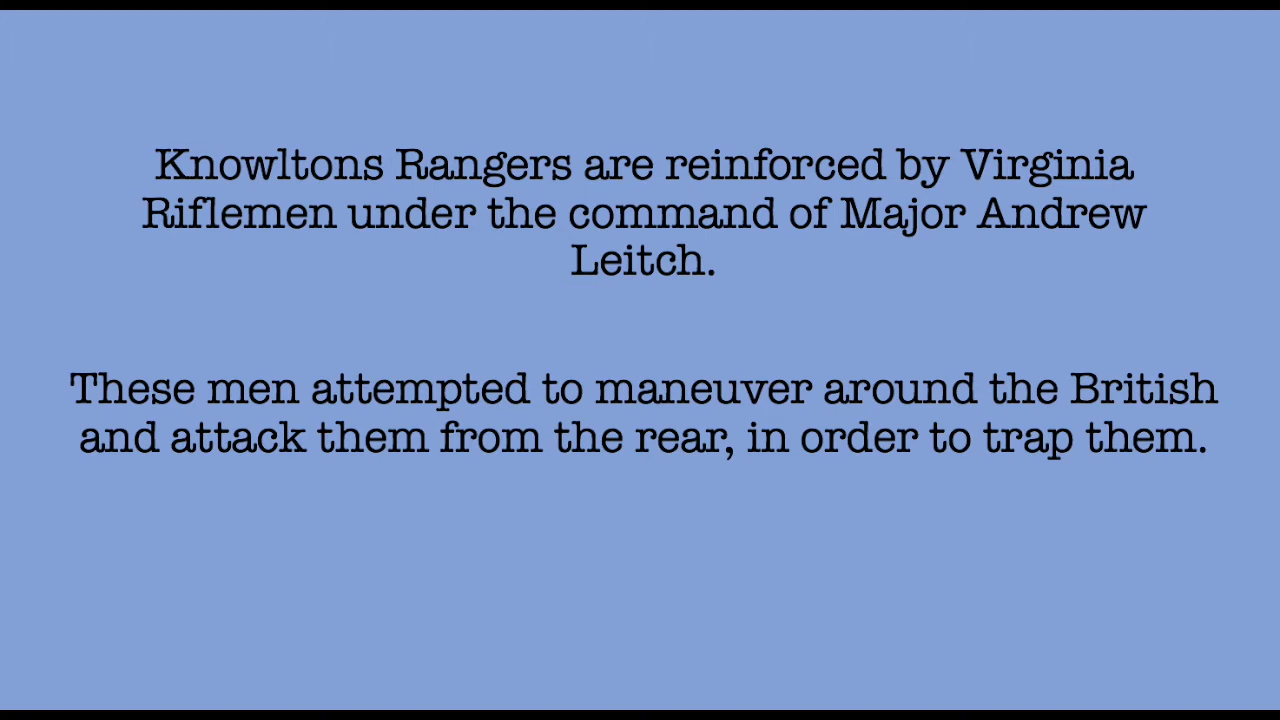 Knowltons Rangers are reinforced by Virginia
Riflemen under the command of Major Andrew
Leitch.
These men attempted to maneuver around the British
and attack them from the rear, in order to trap them.